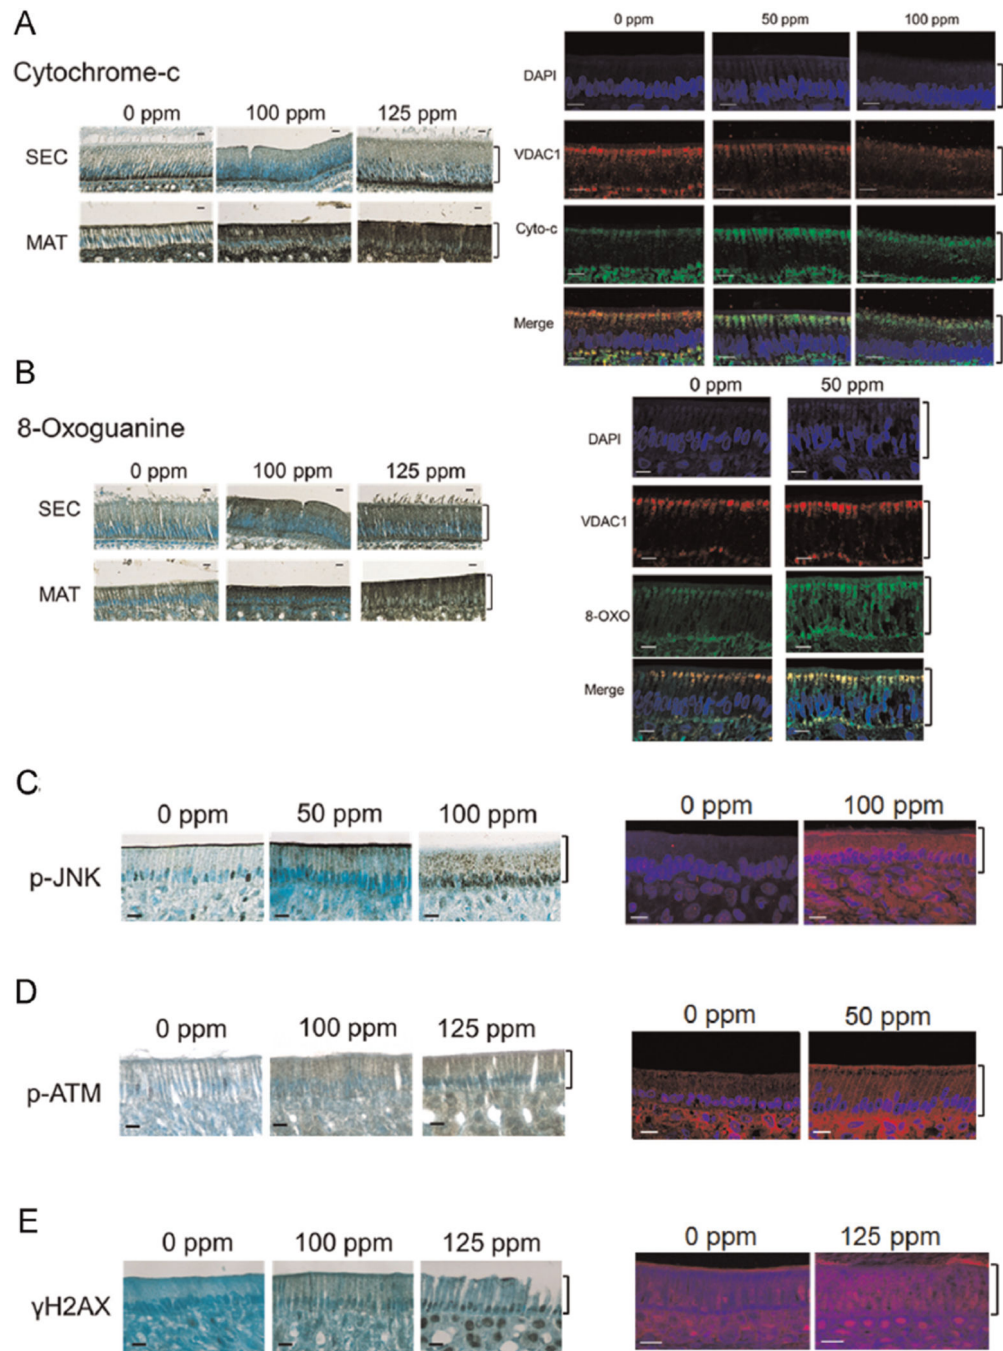 A
Cytochrome-c
0 ppm 100 ppm 125 ppm
SEC
MAT
0 ppm 50 ppm 100 ppm
DAPI
VDAC1
Cyto-c
Merge
B
8-Oxoguanine
0 ppm 100 ppm 125 ppm
SEC
MAT
0 ppm 50 ppm
DAPI
VDAC1
8-OXO
Merge
C
0 ppm 50 ppm 100 ppm
p-JNK
0 ppm 100 ppm
D
0 ppm 100 ppm 125 ppm
p-ATM
0 ppm 50 ppm
E
0 ppm 100 ppm 125 ppm
γH2AX
0 ppm 125 ppm